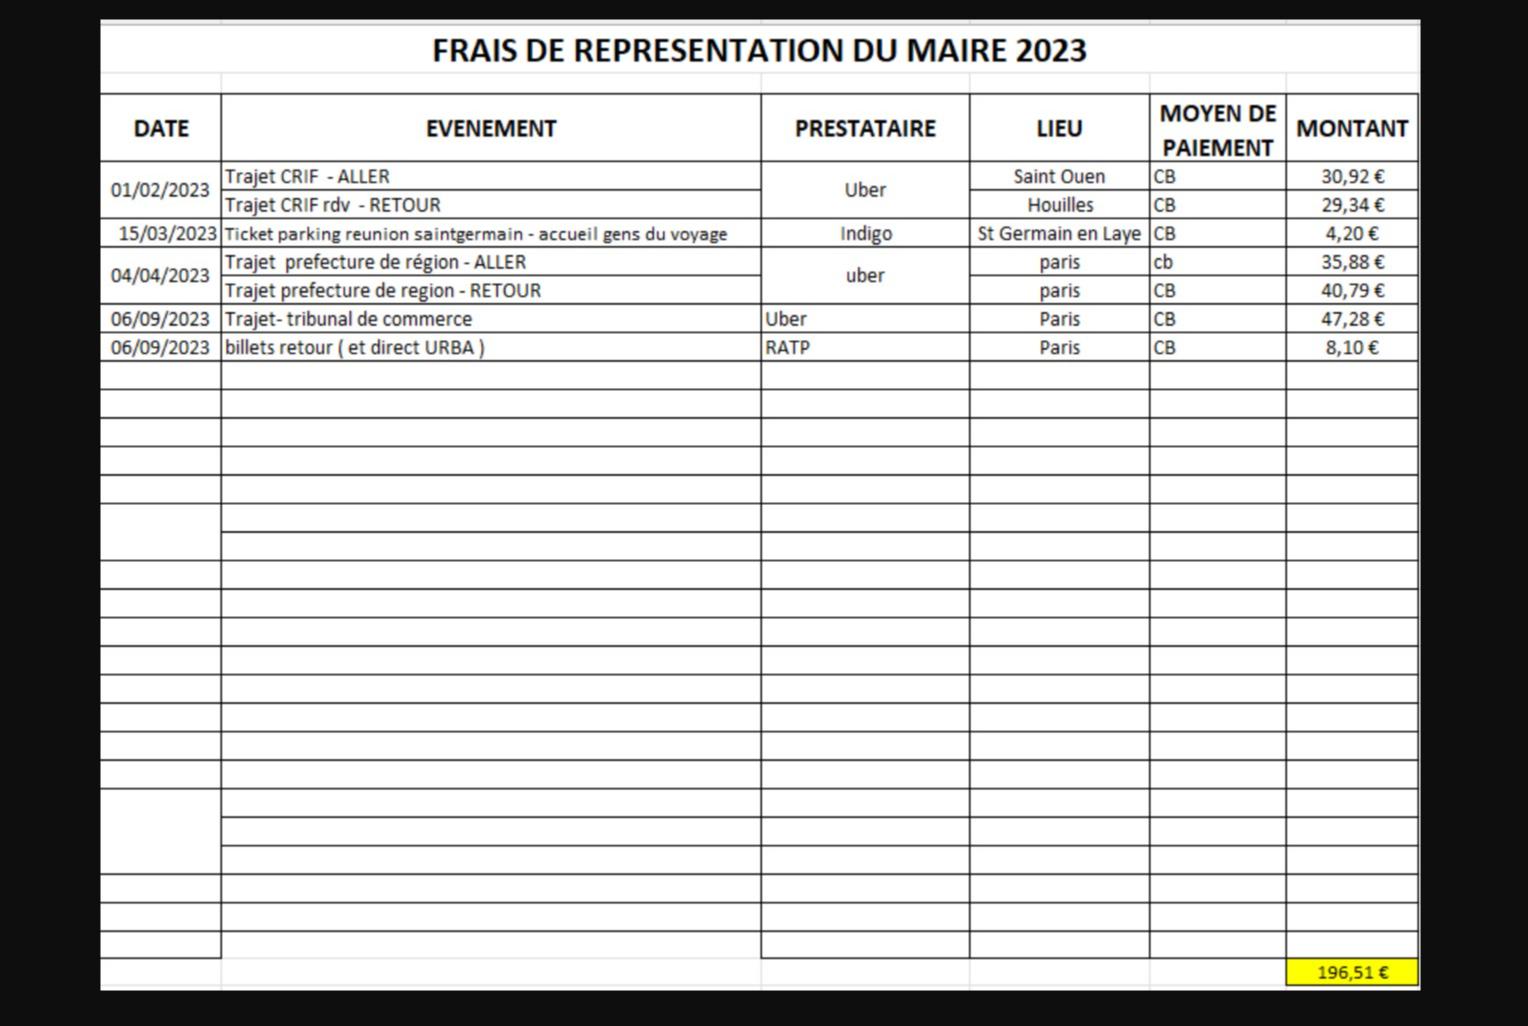 FRAIS DE REPRESENTATION DU MAIRE 2023
DATE EVENEMENT PRESTATAIRE LIEU MOYEN DE PAIEMENT MONTANT
01/02/2023 Trajet CRIF - ALLER Uber Saint Ouen CB 30,92 €
Trajet CRIF rdv - RETOUR Houilles CB 29,34 €
15/03/2023 Ticket parking reunion saintgermain - accueil gens du voyage Indigo St Germain en Laye CB 4,20 €
04/04/2023 Trajet prefecture de région - ALLER uber paris cb 35,88 €
Trajet prefecture de region - RETOUR paris CB 40,79 €
06/09/2023 Trajet- tribunal de commerce Uber Paris CB 47,28 €
06/09/2023 billets retour ( et direct URBA ) RATP Paris CB 8,10 €
196,51 €